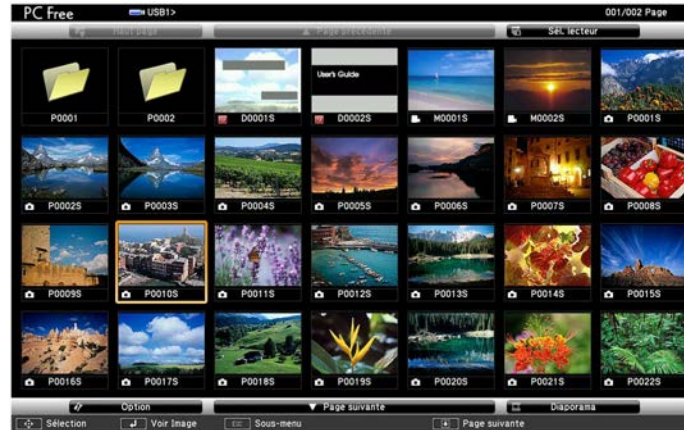 PC Free USB1> 001/002 Page
Haut page ▲ Page précédente Sél. lecteur
User's Guide
P0001 P0002 D0001S D0002S M0001S M0002S P0001S
P0002S P0003S P0004S P0005S P0006S P0007S P0008S
P0009S P0010S P0011S P0012S P0013S P0014S P0015S
P0016S P0017S P0018S P0019S P0020S P0021S P0022S
Option ▼ Page suivante Diaporama
Sélection Voir Image Esc Sous-menu Page suivante